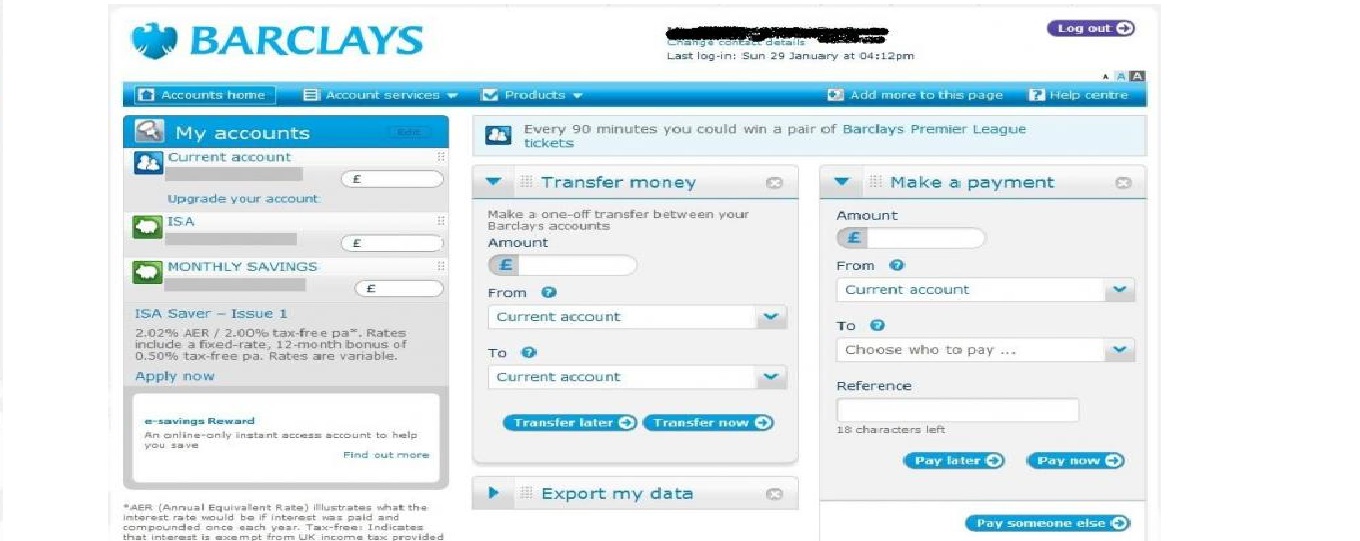 BARCLAYS
Change contact details
Last log-in: Sun 29 January at 04:12pm
Log out
A A A
Accounts home
Account services
Products
Add more to this page
Help centre
My accounts
Edit
Current account
£
Upgrade your account
ISA
£
MONTHLY SAVINGS
£
ISA Saver – Issue 1
2.02% AER / 2.00% tax-free pa*. Rates
include a fixed-rate, 12-month bonus of
0.50% tax-free pa. Rates are variable.
Apply now
e-savings Reward
An online-only instant access account to help
you save
Find out more
*AER (Annual Equivalent Rate) illustrates what the
interest rate would be if interest was paid and
compounded once each year. Tax-free: Indicates
that interest is exempt from UK income tax provided
Every 90 minutes you could win a pair of Barclays Premier League
tickets
Transfer money
Make a one-off transfer between your
Barclays accounts
Amount
£
From ?
Current account
To ?
Current account
Transfer later
Transfer now
Export my data
Make a payment
Amount
£
From ?
Current account
To ?
Choose who to pay ...
Reference
18 characters left
Pay later
Pay now
Pay someone else